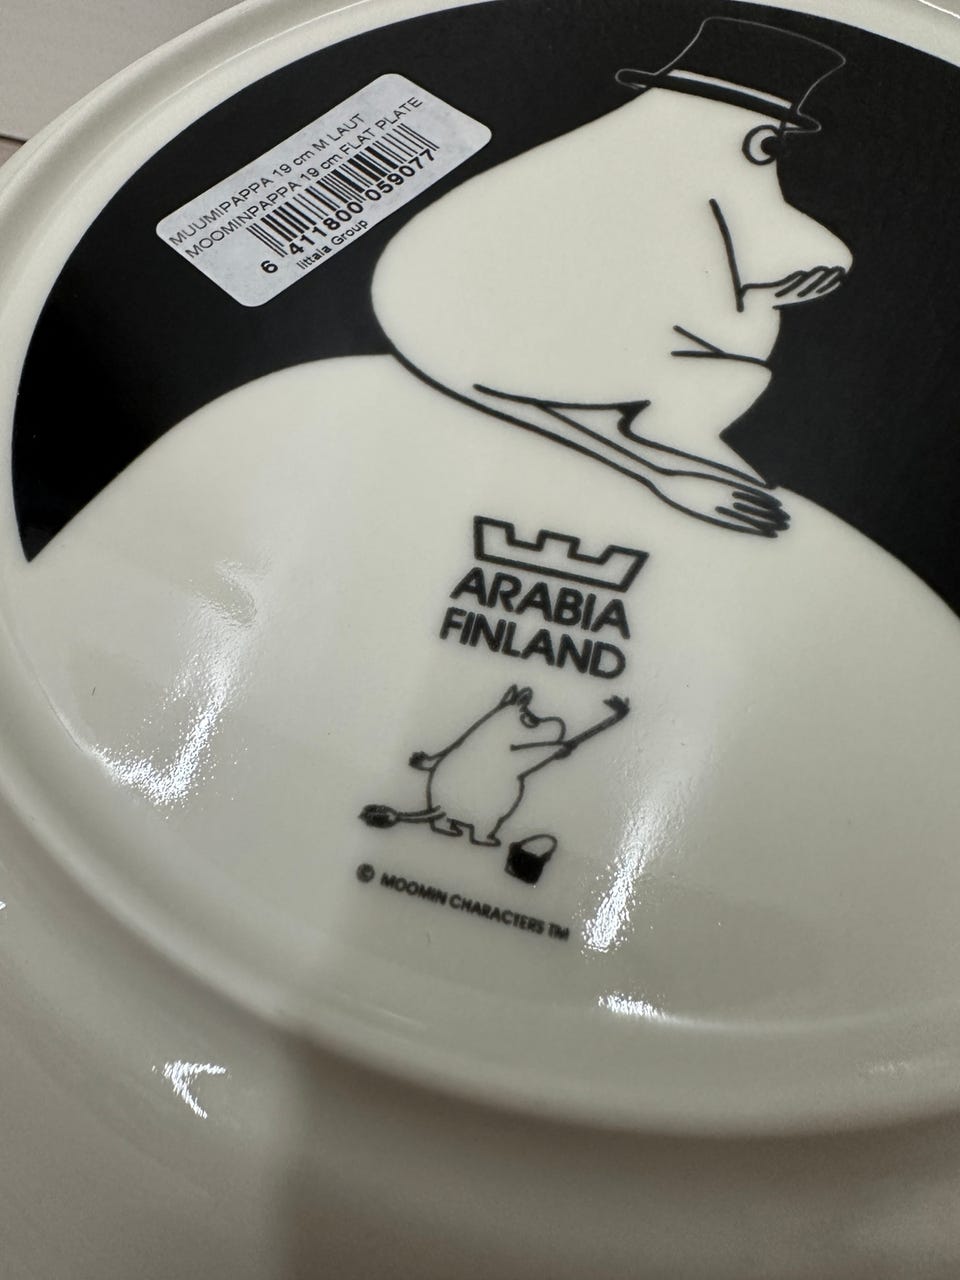 MUUMIPAPPA 19 cm M LAUT
MOOMINPAPPA 19 cm FLAT PLATE
6 411800 059077
Iittala Group
ARABIA
FINLAND
© MOOMIN CHARACTERS TM